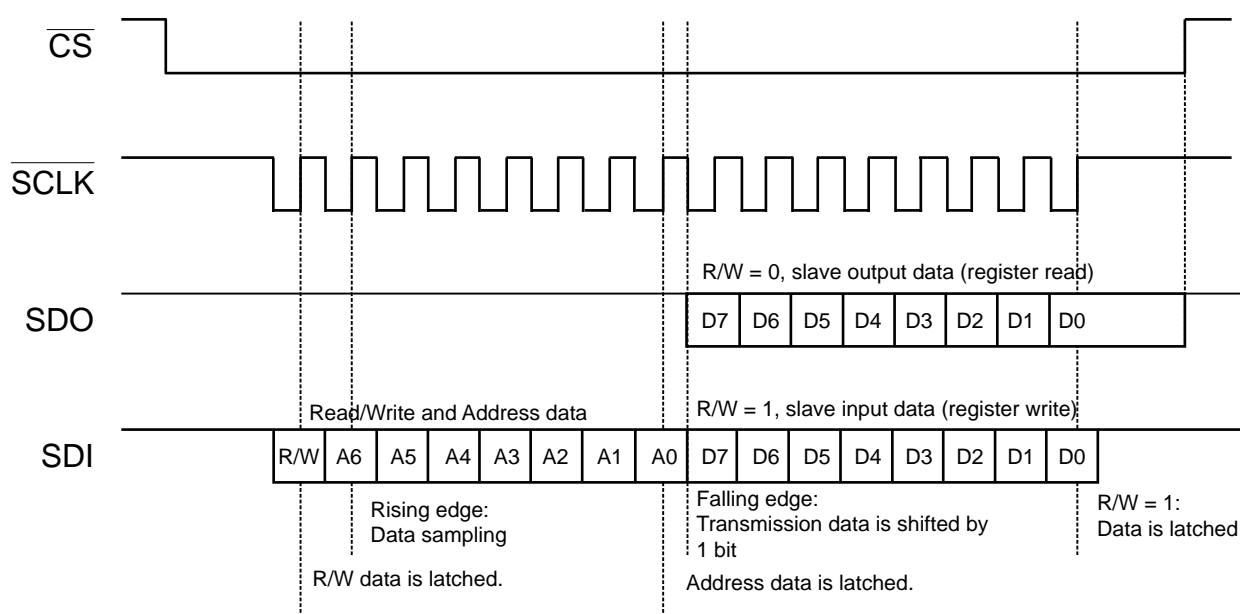 CS
SCLK
R/W = 0, slave output data (register read)
SDO
D7 D6 D5 D4 D3 D2 D1 D0
Read/Write and Address data
R/W = 1, slave input data (register write)
SDI
R/W A6 A5 A4 A3 A2 A1 A0 D7 D6 D5 D4 D3 D2 D1 D0
Rising edge:
Data sampling
Falling edge:
Transmission data is shifted by
1 bit
R/W = 1:
Data is latched
R/W data is latched.
Address data is latched.